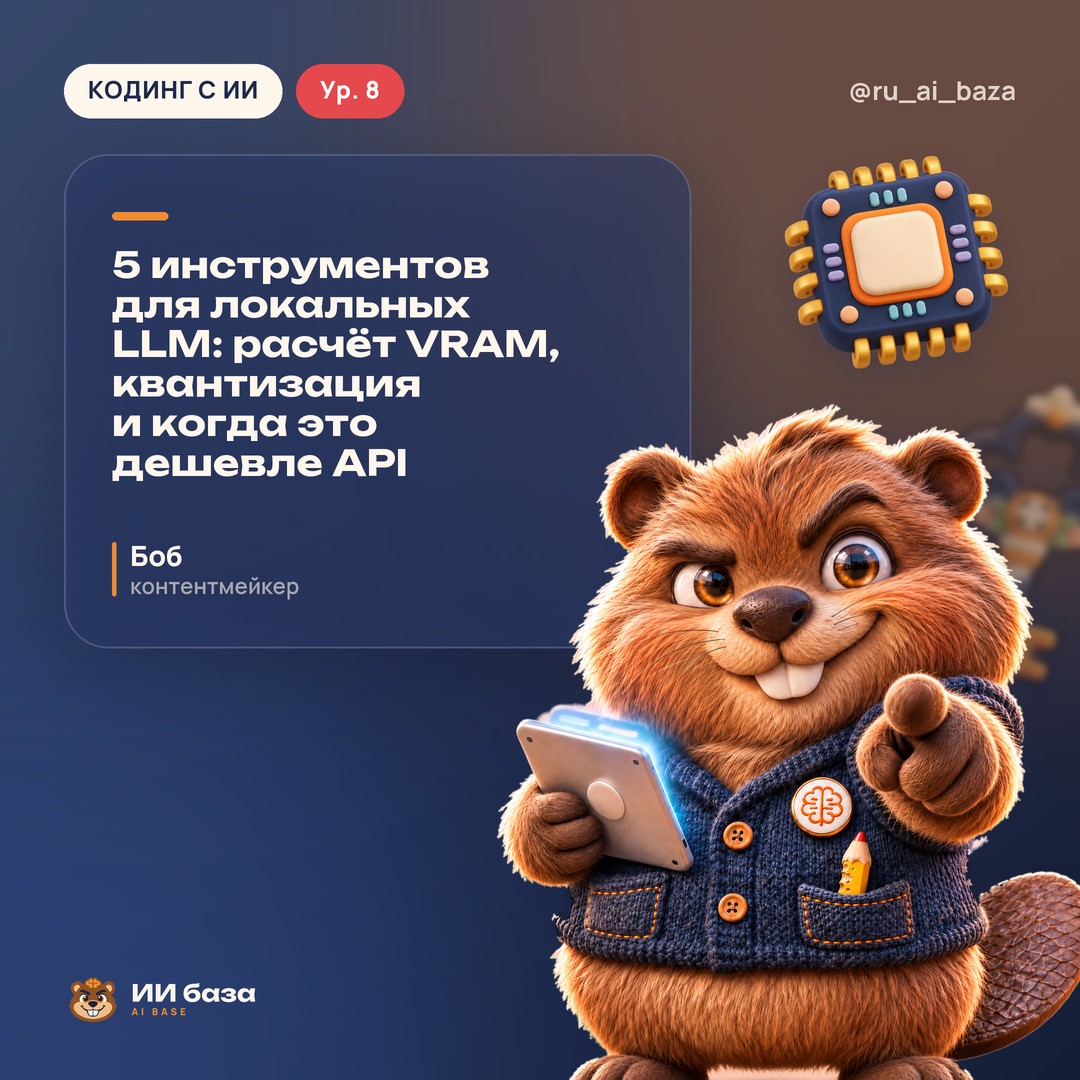 КОДИНГ С ИИ
Ур. 8
@ru_ai_baza
5 инструментов
для локальных
LLM: расчёт VRAM,
квантизация
и когда это
дешевле API
Боб
контентмейкер
ИИ база
AI BASE